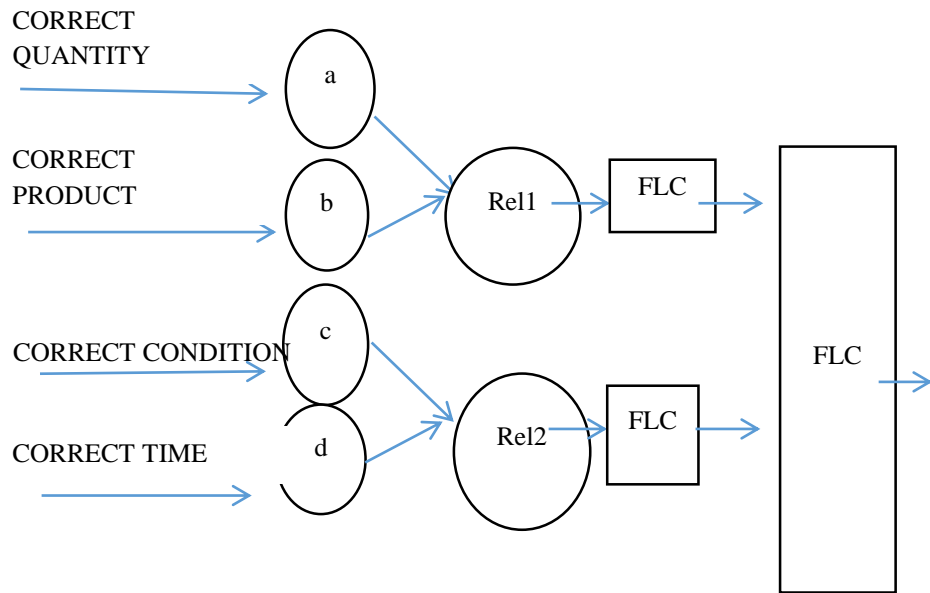 CORRECT
QUANTITY
a
CORRECT
PRODUCT
b
Rel1
FLC
CORRECT CONDITION
c
FLC
CORRECT TIME
d
Rel2
FLC